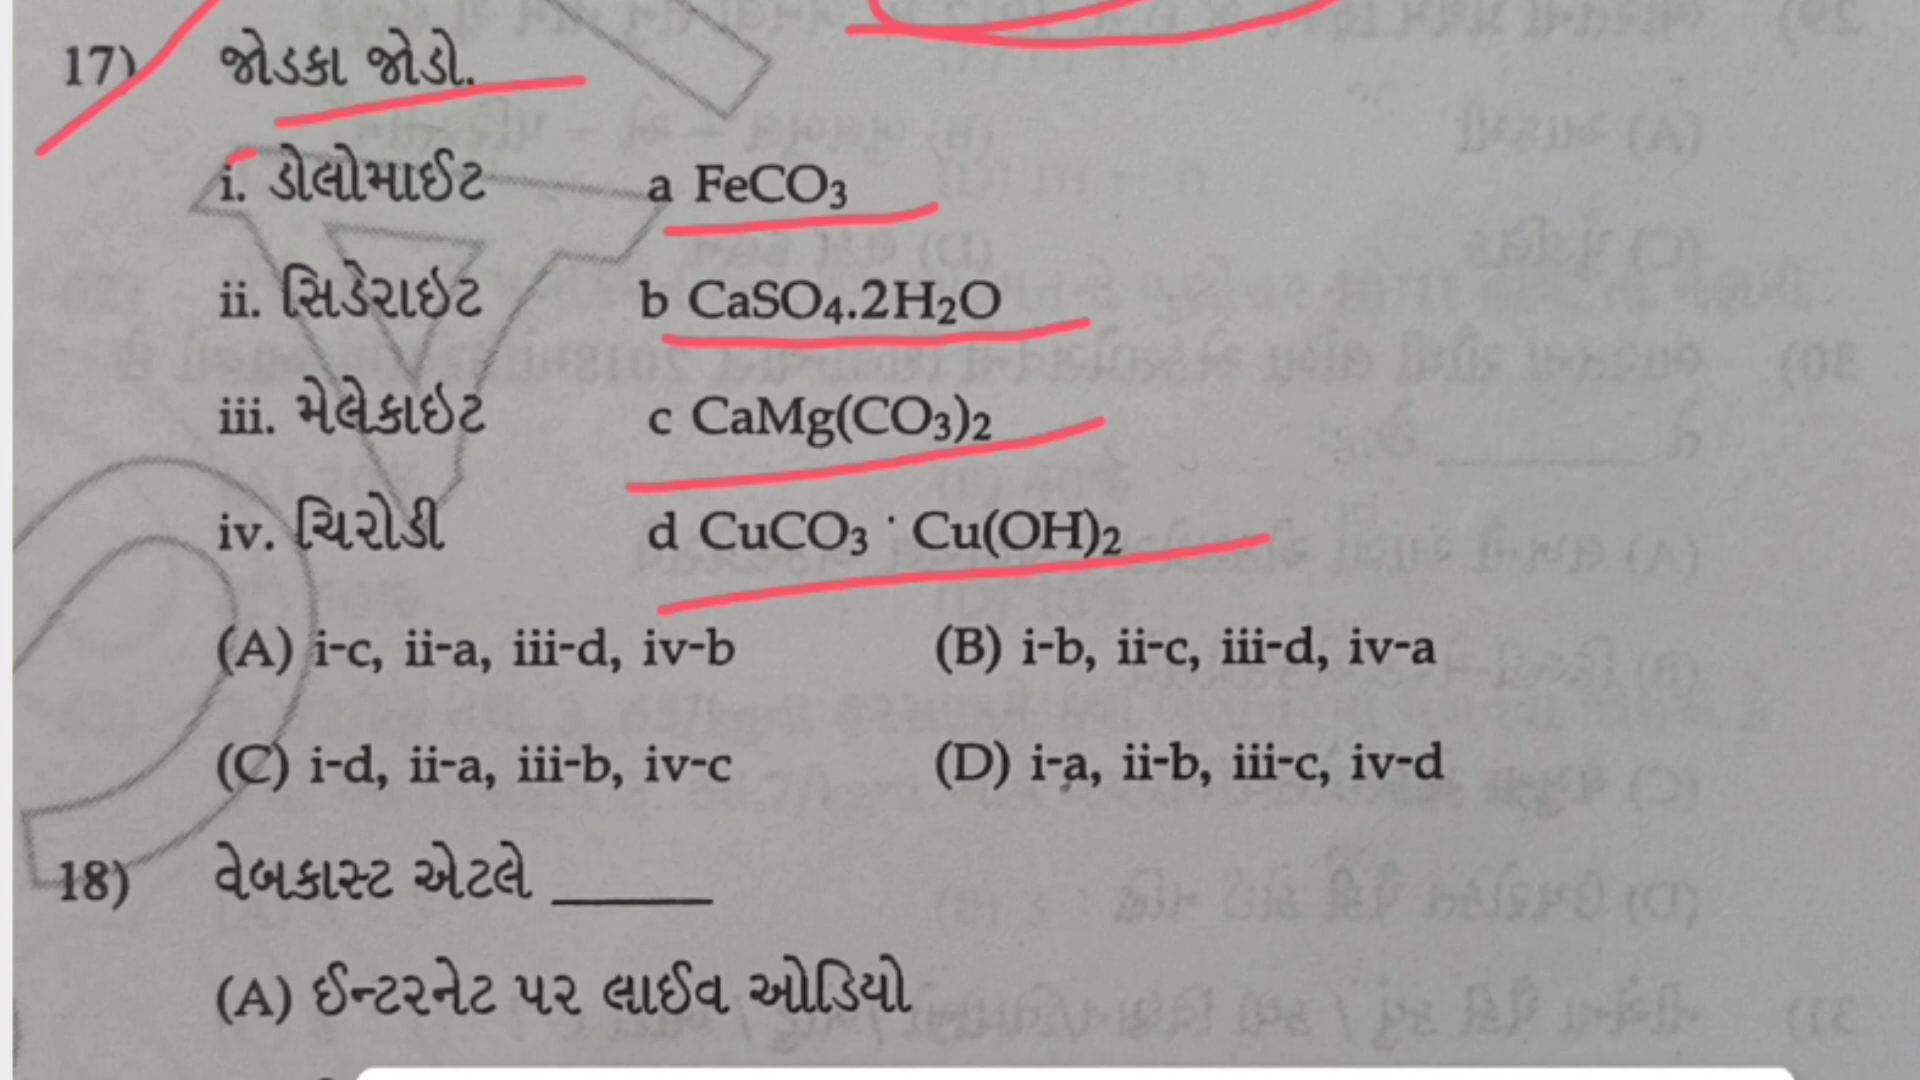 17) જોડકા જોડો.
i. ડોલોમાઈટ a FeCO₃
ii. સિડેરાઇટ b CaSO₄.2H₂O
iii. મેલેકાઇટ c CaMg(CO₃)₂
iv. ચિરોડી d CuCO₃ · Cu(OH)₂
(A) i-c, ii-a, iii-d, iv-b (B) i-b, ii-c, iii-d, iv-a
(C) i-d, ii-a, iii-b, iv-c (D) i-a, ii-b, iii-c, iv-d
18) વેબકાસ્ટ એટલે ______
(A) ઈન્ટરનેટ પર લાઈવ ઓડિયો